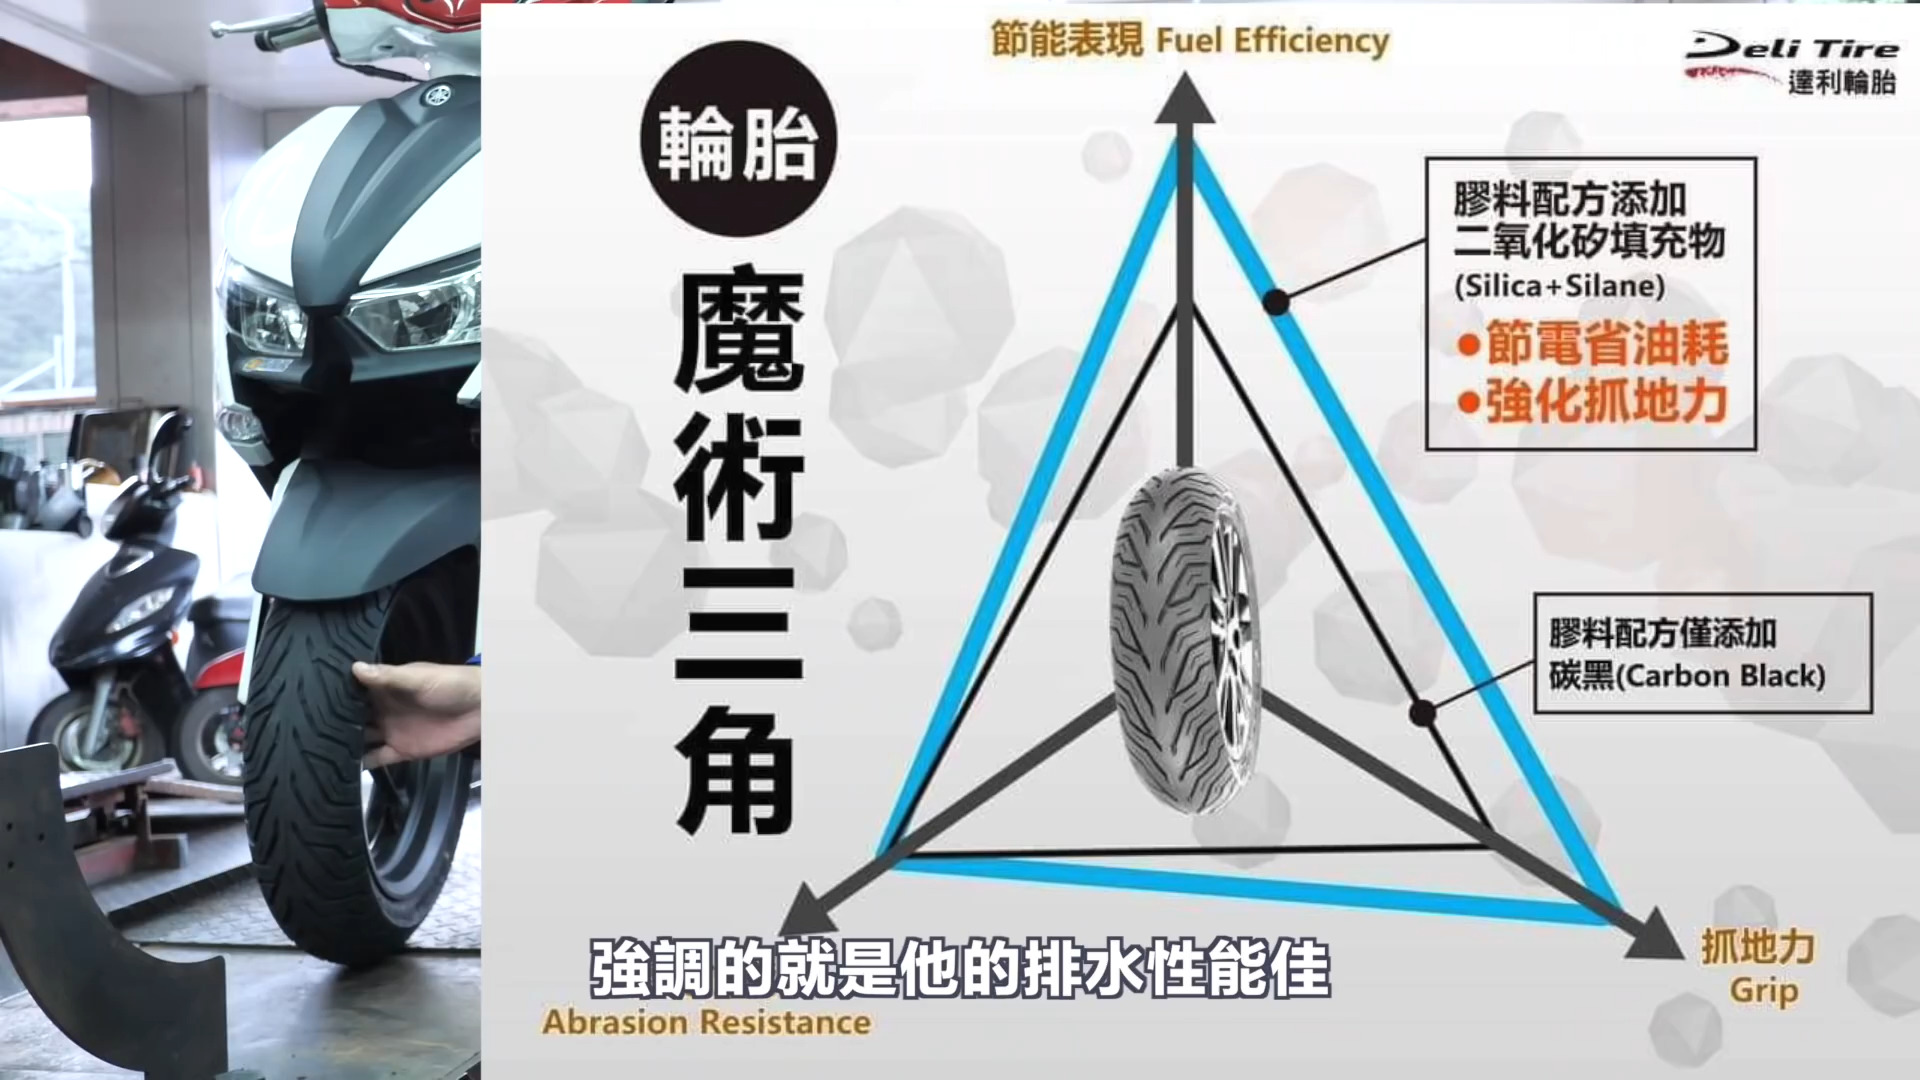 節能表現 Fuel Efficiency
Deli Tire
達利輪胎
輪胎
魔術三角
膠料配方添加
二氧化矽填充物
(Silica+Silane)
●節電省油耗
●強化抓地力
膠料配方僅添加
碳黑(Carbon Black)
抓地力
Grip
強調的就是他的排水性能佳
Abrasion Resistance